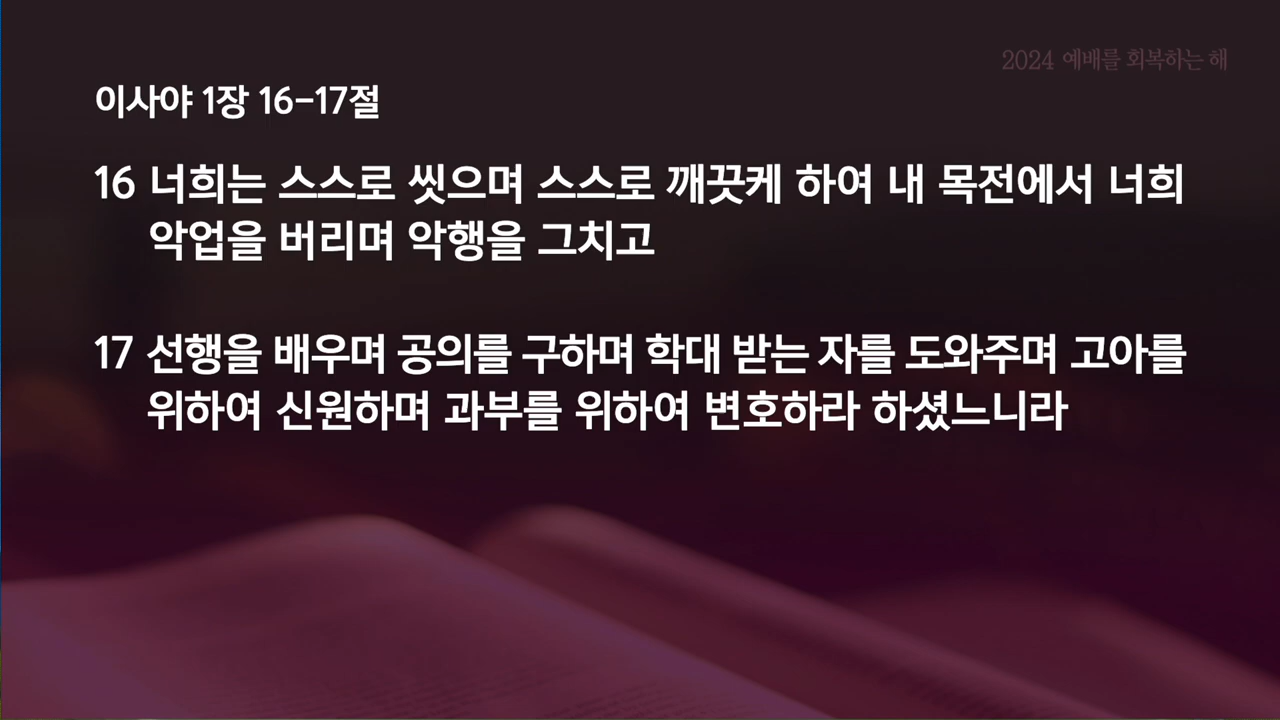 2024 예배를 회복하는 해
이사야 1장 16-17절
16 너희는 스스로 씻으며 스스로 깨끗케 하여 내 목전에서 너희
악업을 버리며 악행을 그치고
17 선행을 배우며 공의를 구하며 학대 받는 자를 도와주며 고아를
위하여 신원하며 과부를 위하여 변호하라 하셨느니라